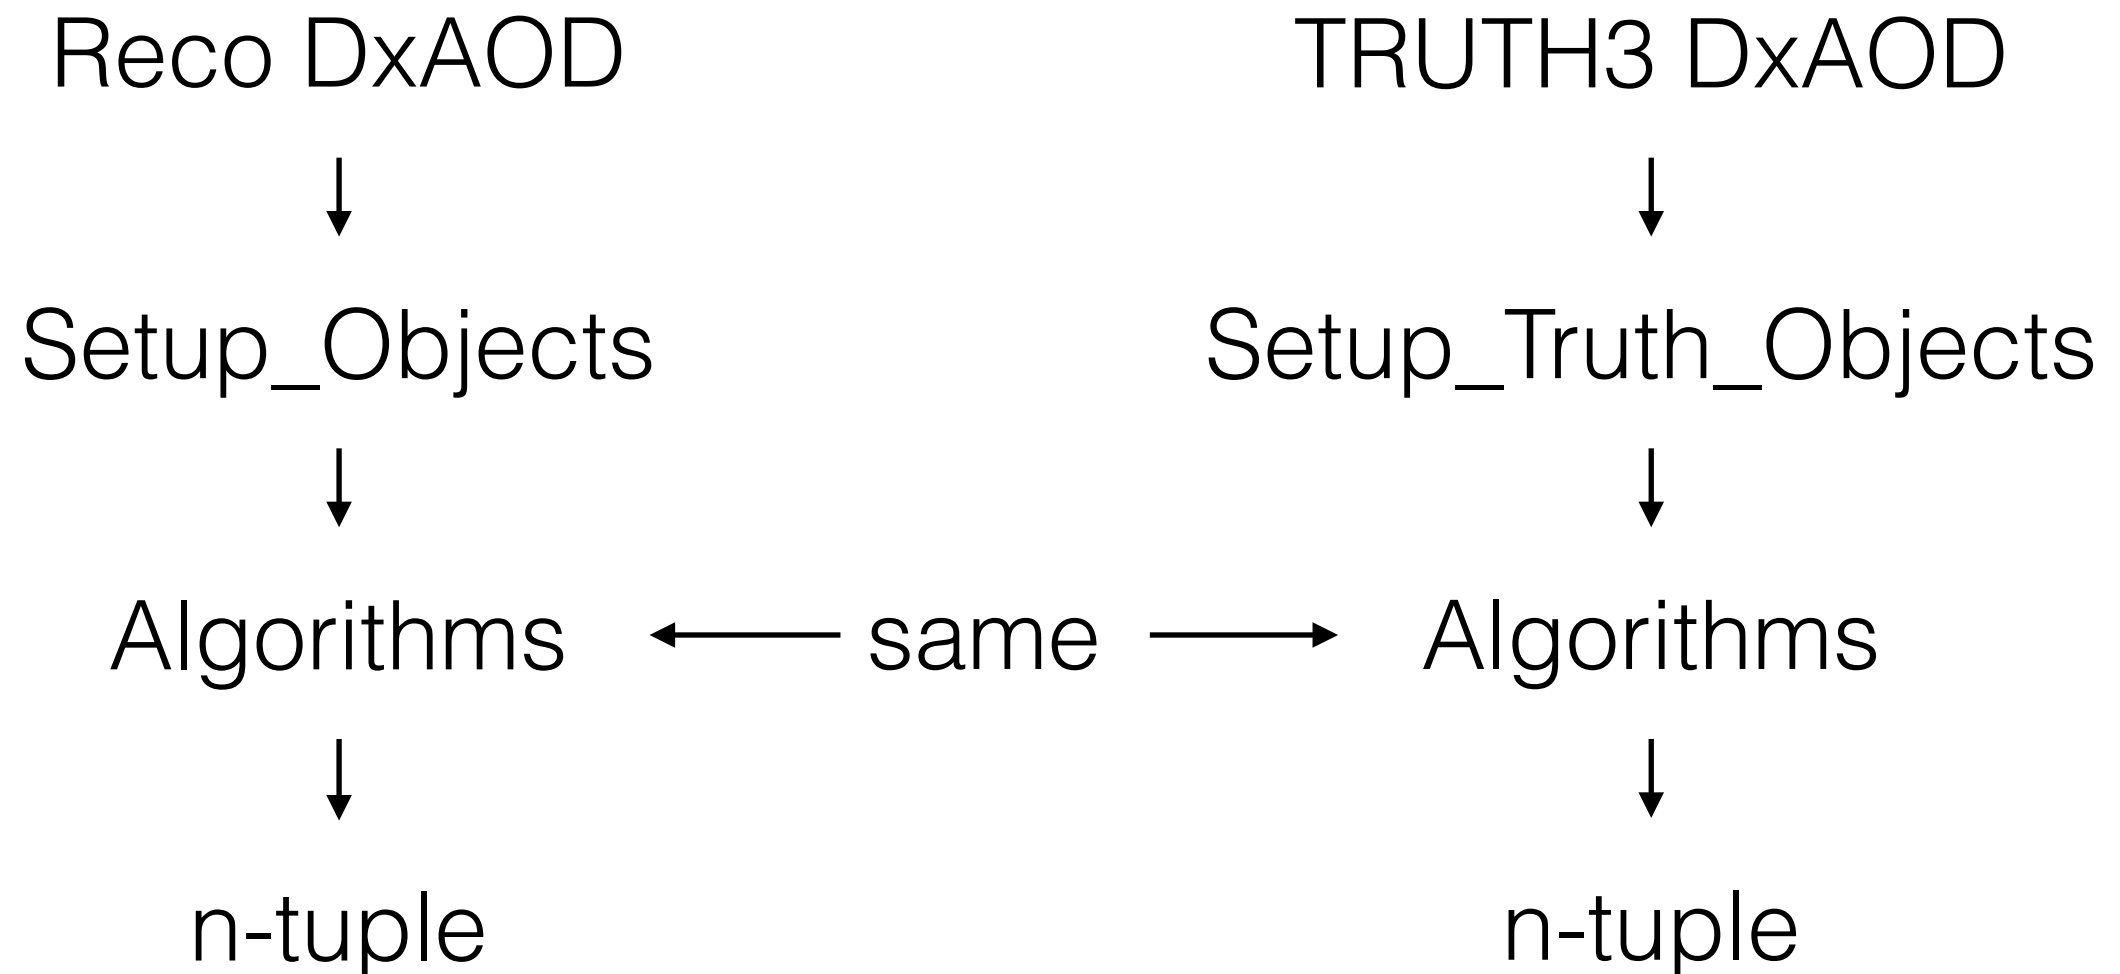 Reco DxAOD
TRUTH3 DxAOD
Setup_Objects
Setup_Truth_Objects
Algorithms
same
Algorithms
n-tuple
n-tuple